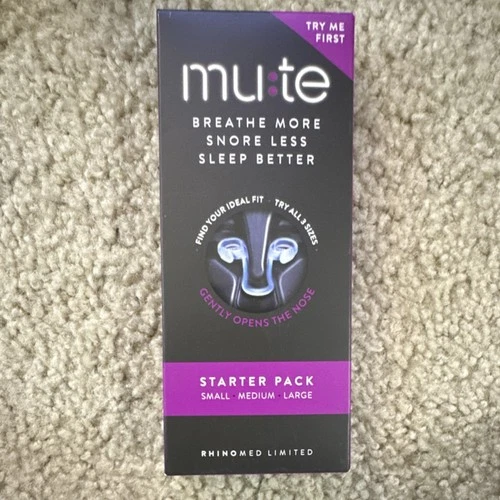 TRY ME
FIRST
mu:te
BREATHE MORE
SNORE LESS
SLEEP BETTER
FIND YOUR IDEAL FIT · TRY ALL 3 SIZES
GENTLY OPENS THE NOSE
STARTER PACK
SMALL · MEDIUM · LARGE
RHINOMED LIMITED